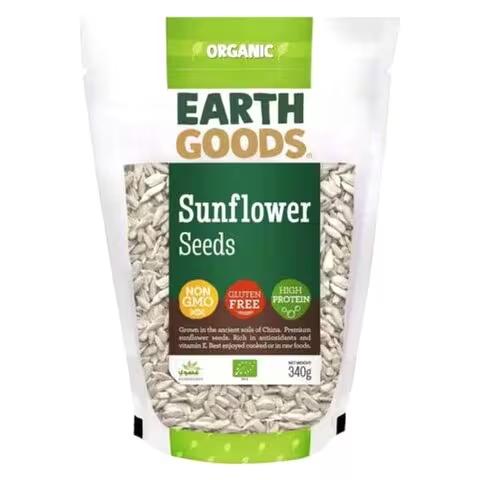 ORGANIC
EARTH
GOODS®
Sunflower
Seeds
NON
GMO
GLUTEN
FREE
HIGH
PROTEIN
Grown in the ancient soils of China. Premium
sunflower seeds. Rich in antioxidants and
vitamin E. Best enjoyed cooked or in raw foods.
NET WEIGHT
340g